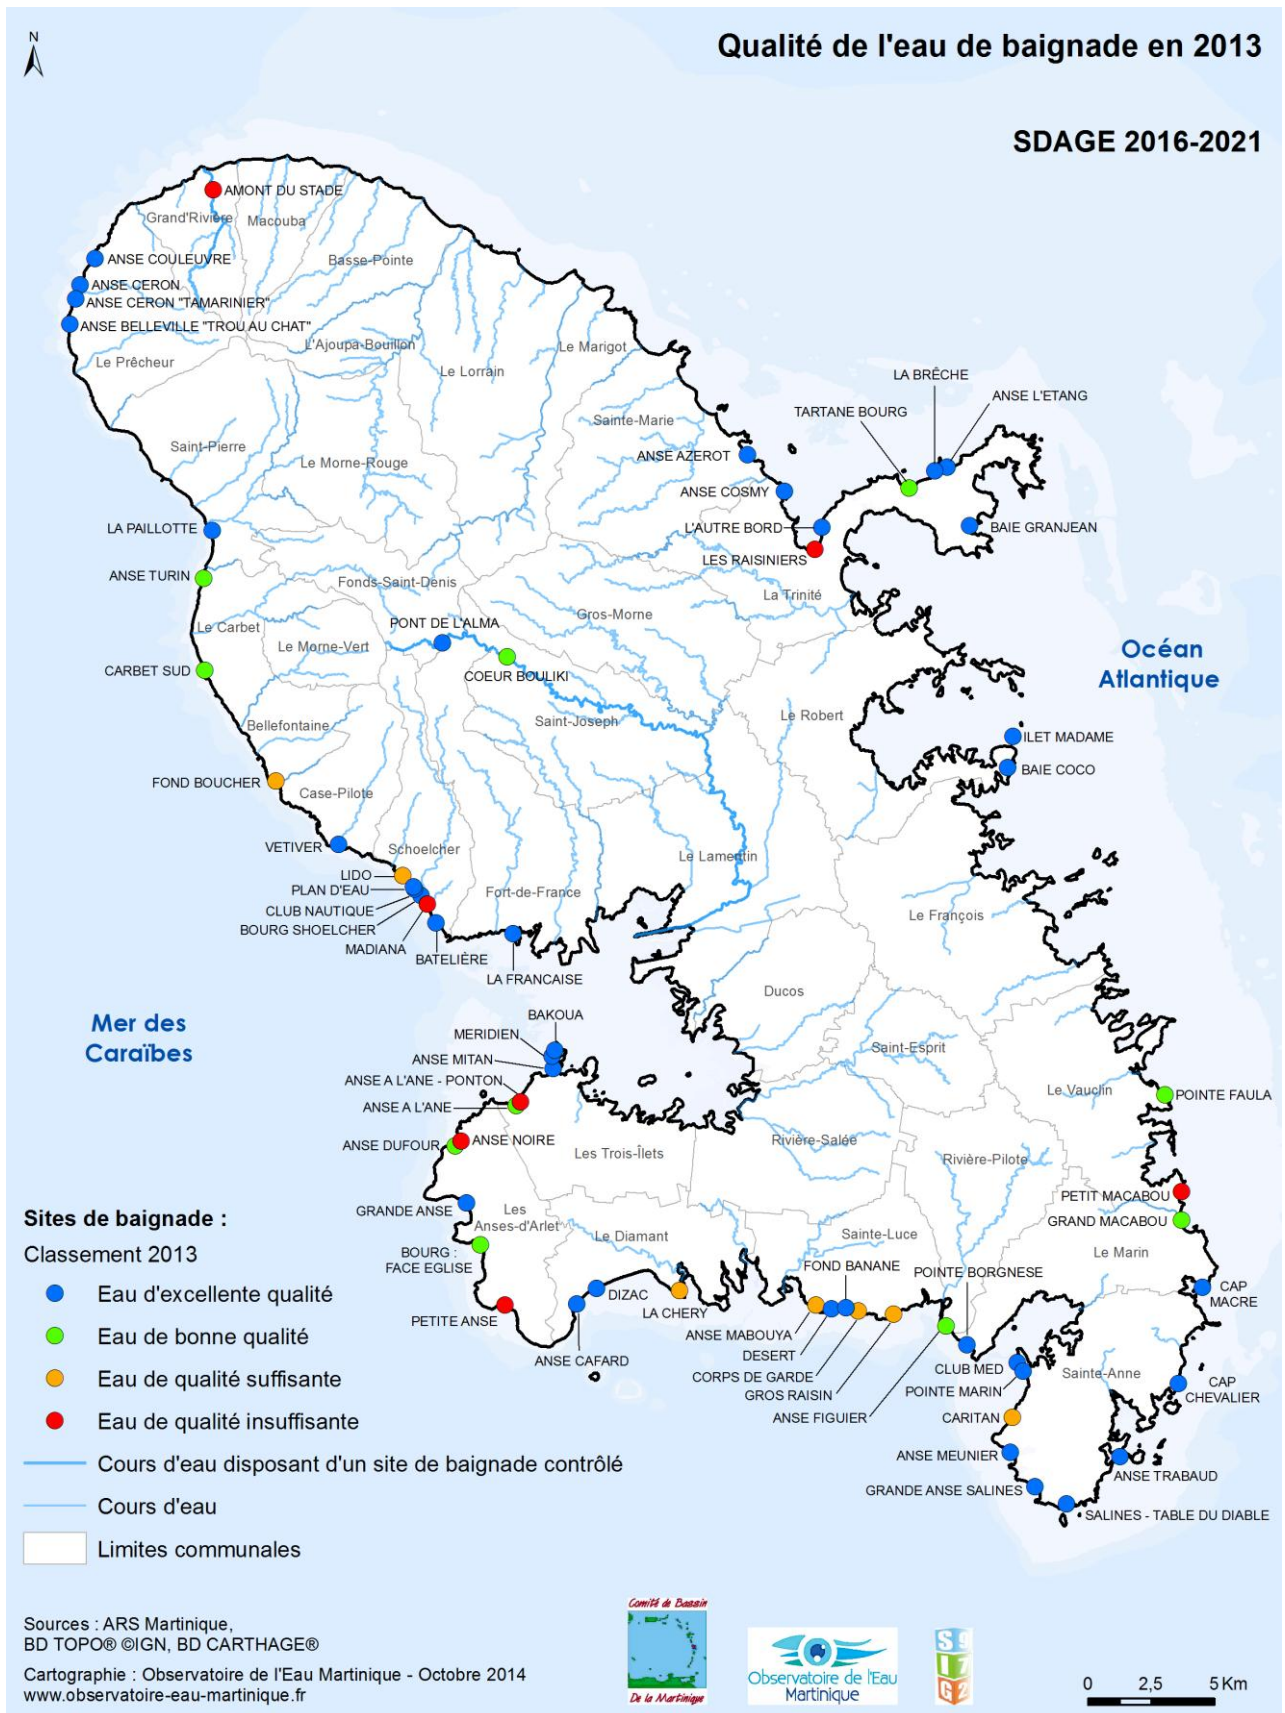 N
Qualité de l'eau de baignade en 2013
SDAGE 2016-2021
AMONT DU STADE
Grand'Rivière
Macouba
ANSE COULEUVRE
Basse-Pointe
ANSE CERON
ANSE CERON "TAMARINIER"
ANSE BELLEVILLE "TROU AU CHAT"
L'Ajoupa-Bouillon
Le Marigot
Le Prêcheur
Le Lorrain
LA BRÊCHE
ANSE L'ETANG
TARTANE BOURG
Sainte-Marie
Saint-Pierre
ANSE AZEROT
Le Morne-Rouge
ANSE COSMY
LA PAILLOTTE
L'AUTRE BORD
BAIE GRANJEAN
LES RAISINIERS
ANSE TURIN
Fonds-Saint-Denis
La Trinité
Gros-Morne
Le Carbet
PONT DE L'ALMA
Le Morne-Vert
Océan
Atlantique
CARBET SUD
COEUR BOULIKI
Saint-Joseph
Le Robert
Bellefontaine
ILET MADAME
BAIE COCO
FOND BOUCHER
Case-Pilote
VETIVER
Schoelcher
Le Lamentin
LIDO
PLAN D'EAU
Fort-de-France
CLUB NAUTIQUE
Le François
BOURG SHOELCHER
MADIANA
BATELIÈRE
LA FRANCAISE
Ducos
Mer des
Caraïbes
BAKOUA
MERIDIEN
Saint-Esprit
ANSE MITAN
ANSE A L'ANE - PONTON
Le Vauclin
POINTE FAULA
ANSE A L'ANE
ANSE DUFOUR
ANSE NOIRE
Rivière-Salée
Les Trois-Îlets
Rivière-Pilote
PETIT MACABOU
GRANDE ANSE
Les
Anses-d'Arlet
GRAND MACABOU
Le Diamant
Sainte-Luce
BOURG :
FACE EGLISE
Le Marin
FOND BANANE
POINTE BORGNESE
CAP
MACRE
DIZAC
LA CHERY
PETITE ANSE
ANSE MABOUYA
ANSE CAFARD
DESERT
CORPS DE GARDE
GROS RAISIN
ANSE FIGUIER
CLUB MED
POINTE MARIN
Sainte-Anne
CAP
CHEVALIER
CARITAN
ANSE MEUNIER
ANSE TRABAUD
GRANDE ANSE SALINES
SALINES - TABLE DU DIABLE
Sites de baignade :
Classement 2013
Eau d'excellente qualité
Eau de bonne qualité
Eau de qualité suffisante
Eau de qualité insuffisante
Cours d'eau disposant d'un site de baignade contrôlé
Cours d'eau
Limites communales
Sources : ARS Martinique,
BD TOPO® ©IGN, BD CARTHAGE®
Cartographie : Observatoire de l'Eau Martinique - Octobre 2014
www.observatoire-eau-martinique.fr
Comité de Bassin
De la Martinique
Observatoire de l'Eau
Martinique
S
I
G
9
7
2
0 2,5 5 Km